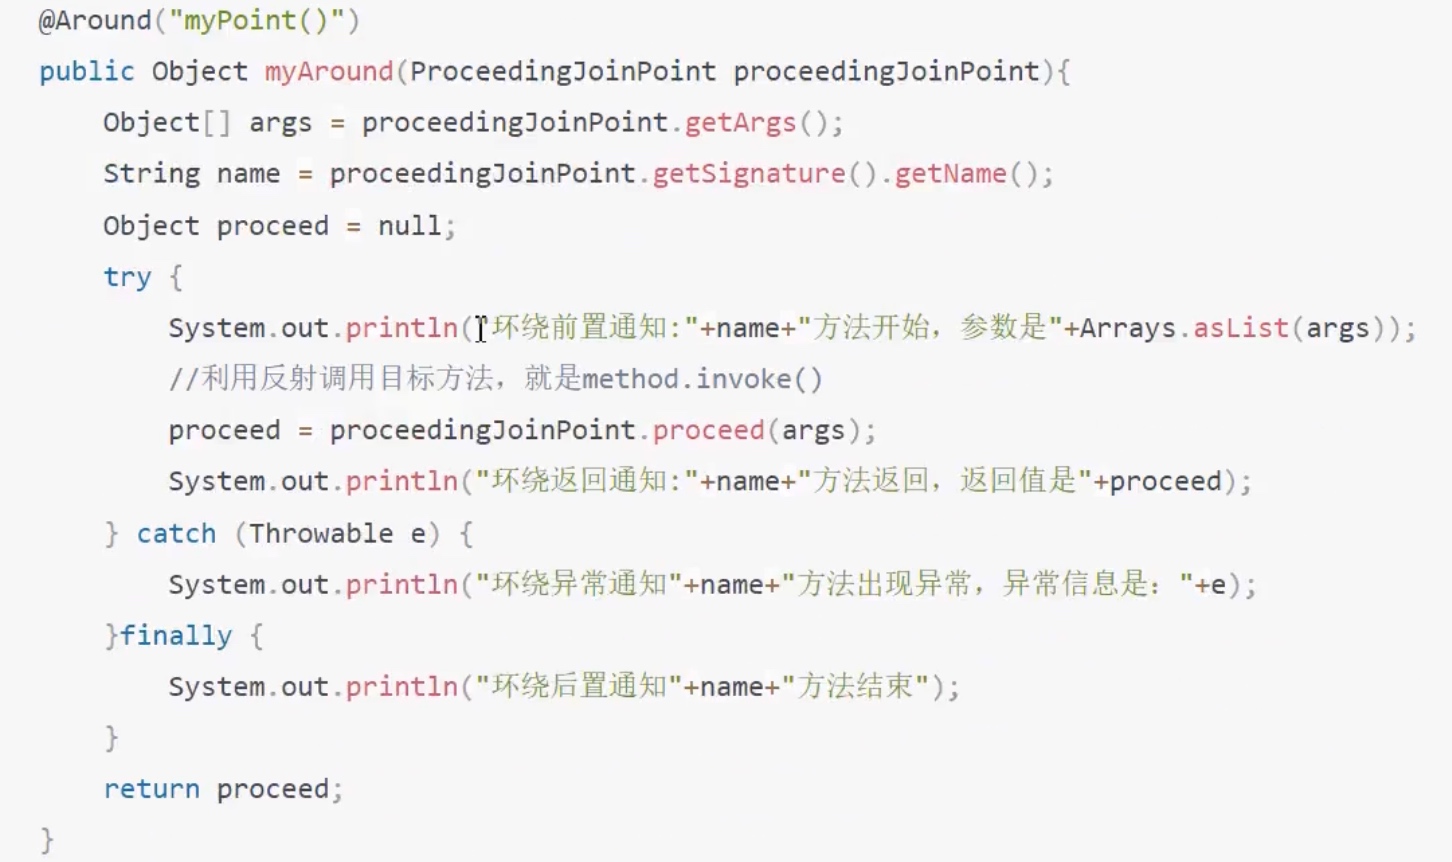 @Around("myPoint()")
public Object myAround(ProceedingJoinPoint proceedingJoinPoint){
Object[] args = proceedingJoinPoint.getArgs();
String name = proceedingJoinPoint.getSignature().getName();
Object proceed = null;
try {
System.out.println("环绕前置通知:"+name+"方法开始，参数是"+Arrays.asList(args));
//利用反射调用目标方法，就是method.invoke()
proceed = proceedingJoinPoint.proceed(args);
System.out.println("环绕返回通知:"+name+"方法返回，返回值是"+proceed);
} catch (Throwable e) {
System.out.println("环绕异常通知"+name+"方法出现异常，异常信息是："+e);
}finally {
System.out.println("环绕后置通知"+name+"方法结束");
}
return proceed;
}